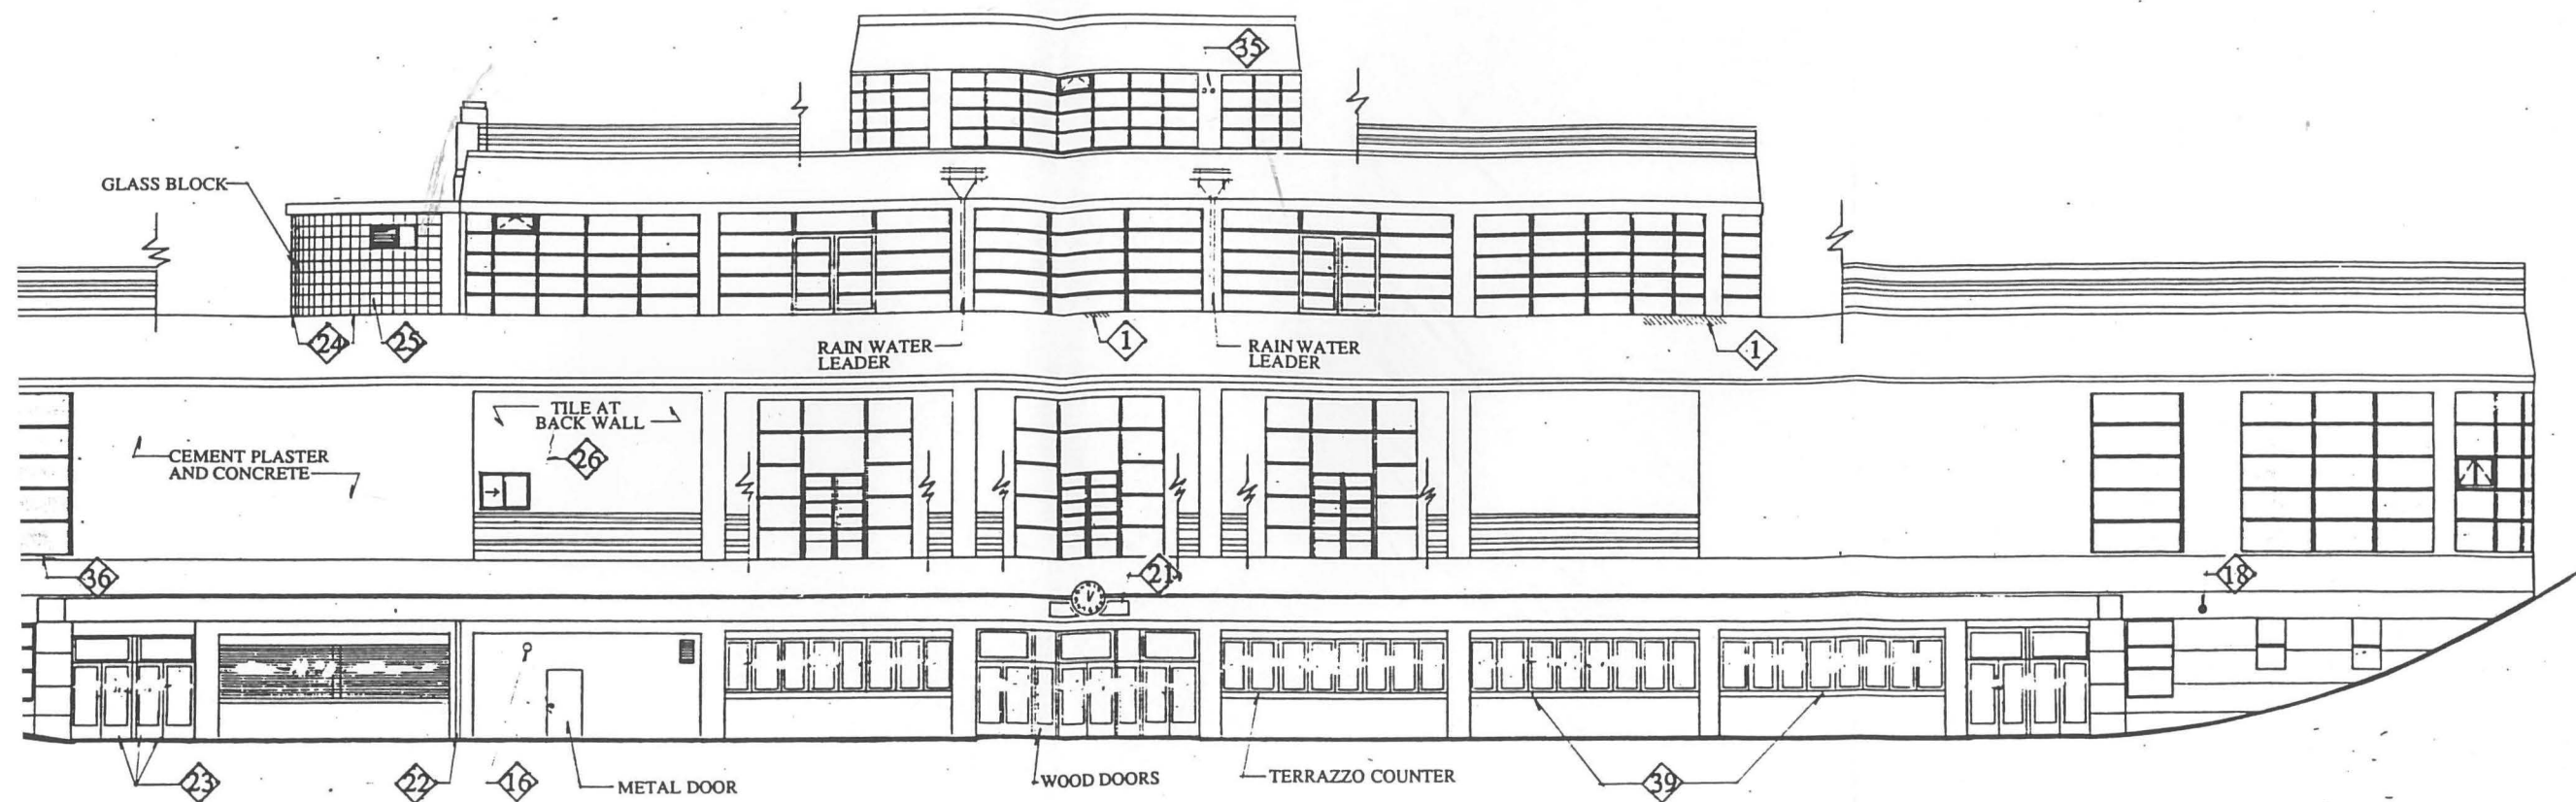 35
GLASS BLOCK
24
25
RAIN WATER
LEADER
1
RAIN WATER
LEADER
1
TILE AT
BACK WALL
26
CEMENT PLASTER
AND CONCRETE
36
21
18
23
22
16
METAL DOOR
WOOD DOORS
TERRAZZO COUNTER
39